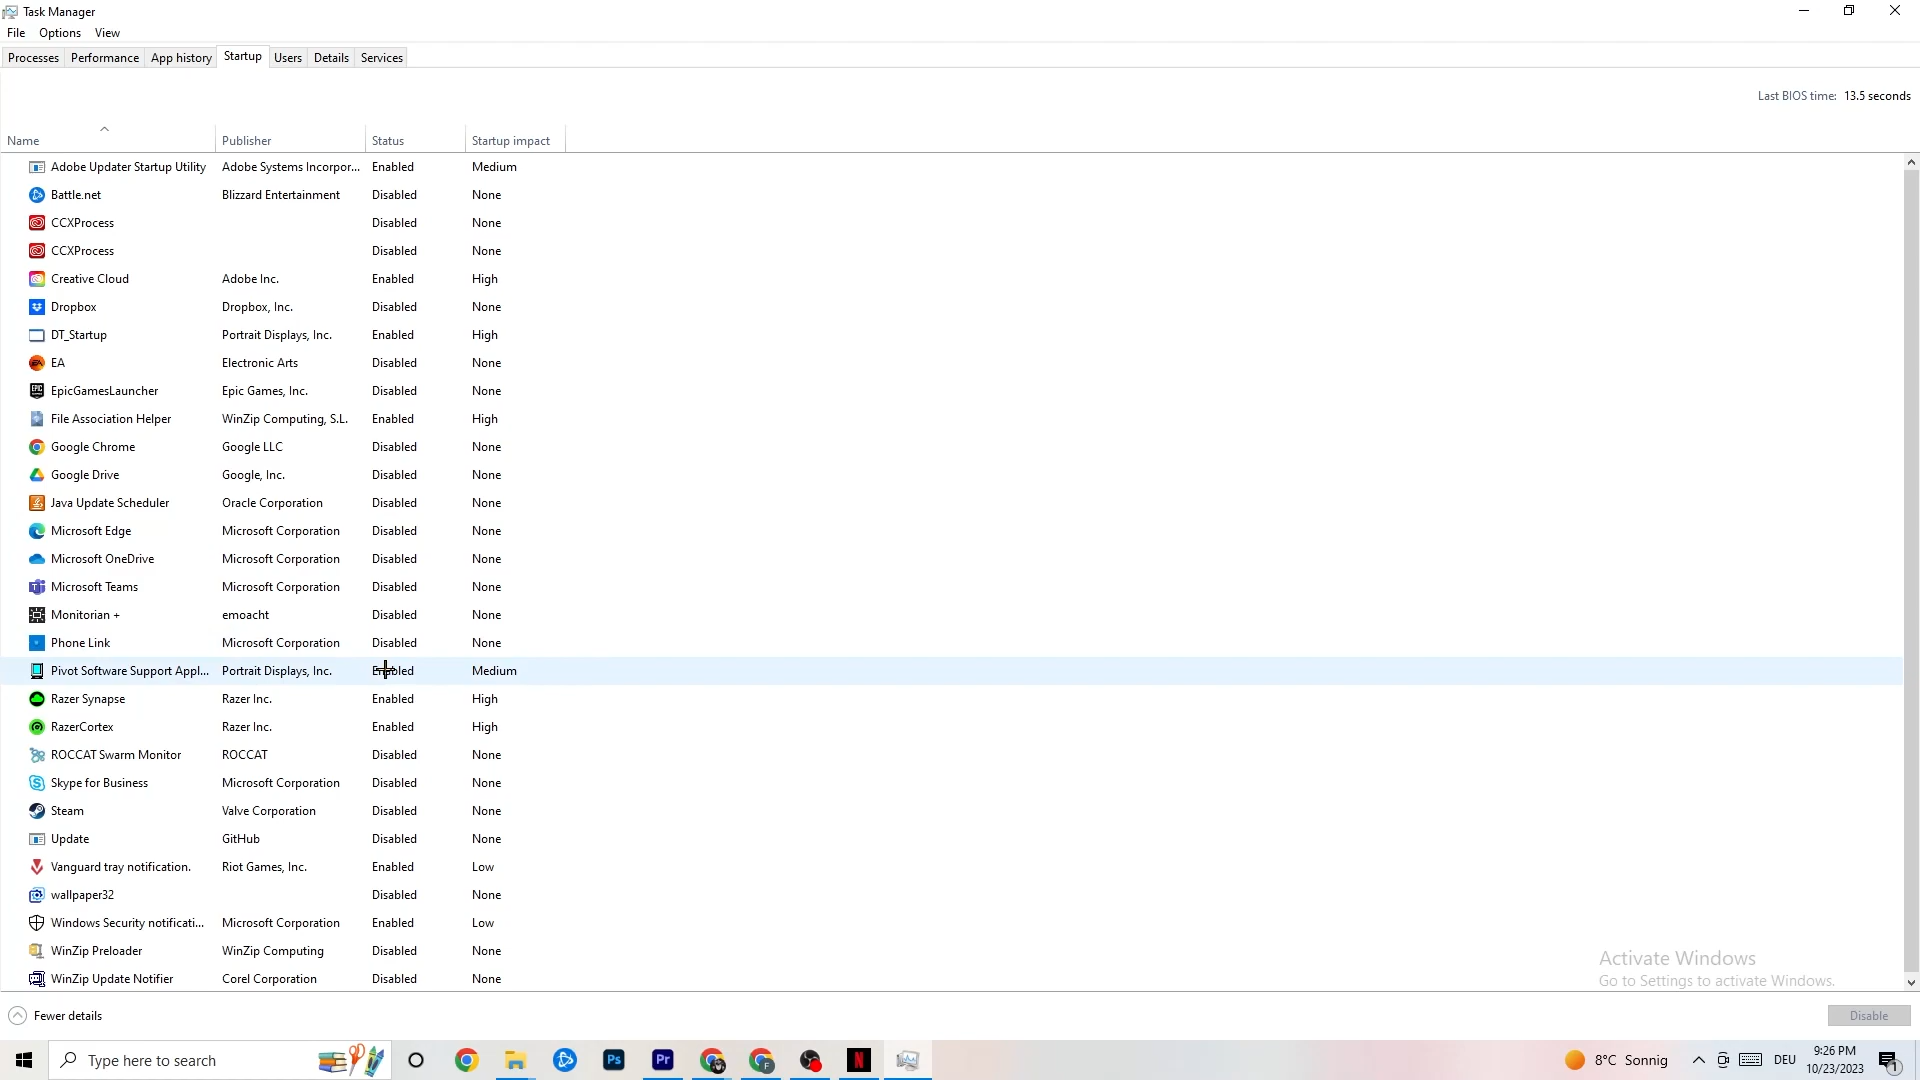 Task Manager
File Options View
Processes Performance App history Startup Users Details Services
Last BIOS time: 13.5 seconds
Name Publisher Status Startup impact
Adobe Updater Startup Utility Adobe Systems Incorpor... Enabled Medium
Battle.net Blizzard Entertainment Disabled None
CCXProcess Disabled None
CCXProcess Disabled None
Creative Cloud Adobe Inc. Enabled High
Dropbox Dropbox, Inc. Disabled None
DT_Startup Portrait Displays, Inc. Enabled High
EA Electronic Arts Disabled None
EpicGamesLauncher Epic Games, Inc. Disabled None
File Association Helper WinZip Computing, S.L. Enabled High
Google Chrome Google LLC Disabled None
Google Drive Google, Inc. Disabled None
Java Update Scheduler Oracle Corporation Disabled None
Microsoft Edge Microsoft Corporation Disabled None
Microsoft OneDrive Microsoft Corporation Disabled None
Microsoft Teams Microsoft Corporation Disabled None
Monitorian + emoacht Disabled None
Phone Link Microsoft Corporation Disabled None
Pivot Software Support Appl... Portrait Displays, Inc. Enabled Medium
Razer Synapse Razer Inc. Enabled High
RazerCortex Razer Inc. Enabled High
ROCCAT Swarm Monitor ROCCAT Disabled None
Skype for Business Microsoft Corporation Disabled None
Steam Valve Corporation Disabled None
Update GitHub Disabled None
Vanguard tray notification. Riot Games, Inc. Enabled Low
wallpaper32 Disabled None
Windows Security notificati... Microsoft Corporation Enabled Low
WinZip Preloader WinZip Computing Disabled None
WinZip Update Notifier Corel Corporation Disabled None
Activate Windows
Go to Settings to activate Windows.
Fewer details Disable
Type here to search Ps Pr F N 8°C Sonnig DEU 9:26 PM
10/23/2023 1